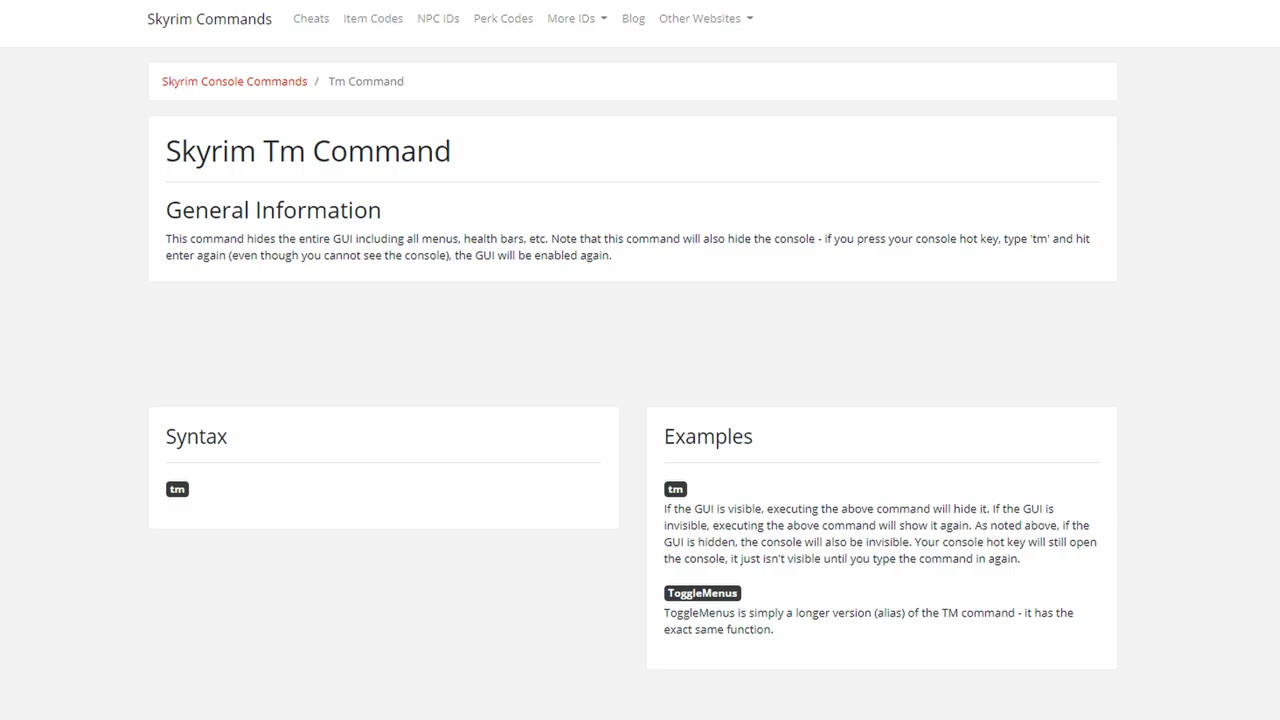 Skyrim Commands Cheats Item Codes NPC IDs Perk Codes More IDs Blog Other Websites
Skyrim Console Commands / Tm Command
Skyrim Tm Command
General Information
This command hides the entire GUI including all menus, health bars, etc. Note that this command will also hide the console - if you press your console hot key, type 'tm' and hit
enter again (even though you cannot see the console), the GUI will be enabled again.
Syntax
tm
Examples
tm
If the GUI is visible, executing the above command will hide it. If the GUI is
invisible, executing the above command will show it again. As noted above, if the
GUI is hidden, the console will also be invisible. Your console hot key will still open
the console, it just isn't visible until you type the command in again.
ToggleMenus
ToggleMenus is simply a longer version (alias) of the TM command - it has the
exact same function.